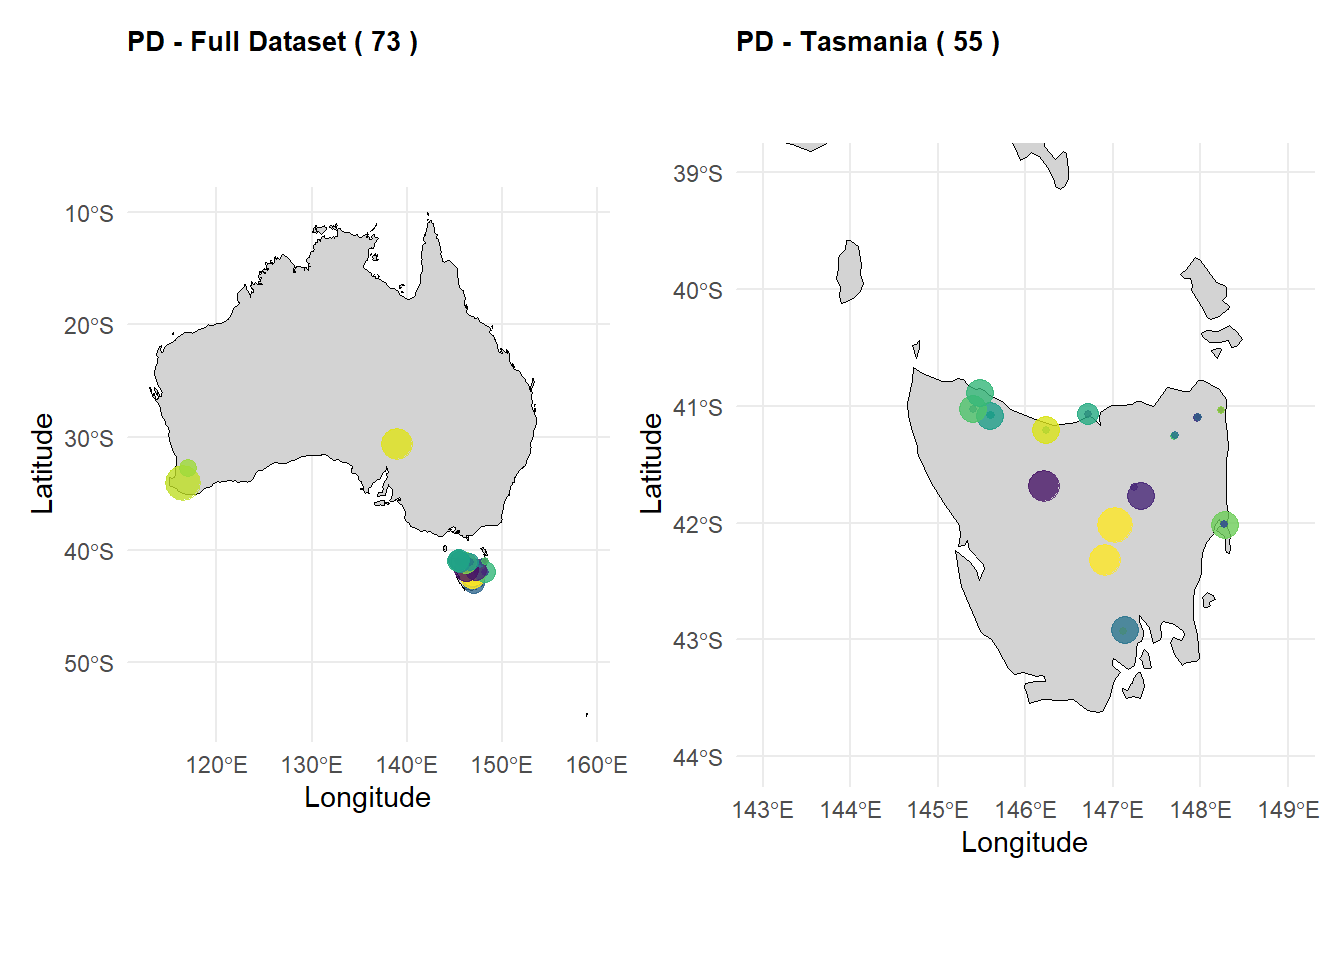 PD - Full Dataset ( 73 )
10°S
20°S
30°S
40°S
50°S
Latitude
120°E 130°E 140°E 150°E 160°E
Longitude
PD - Tasmania ( 55 )
39°S
40°S
41°S
42°S
43°S
44°S
Latitude
143°E 144°E 145°E 146°E 147°E 148°E 149°E
Longitude